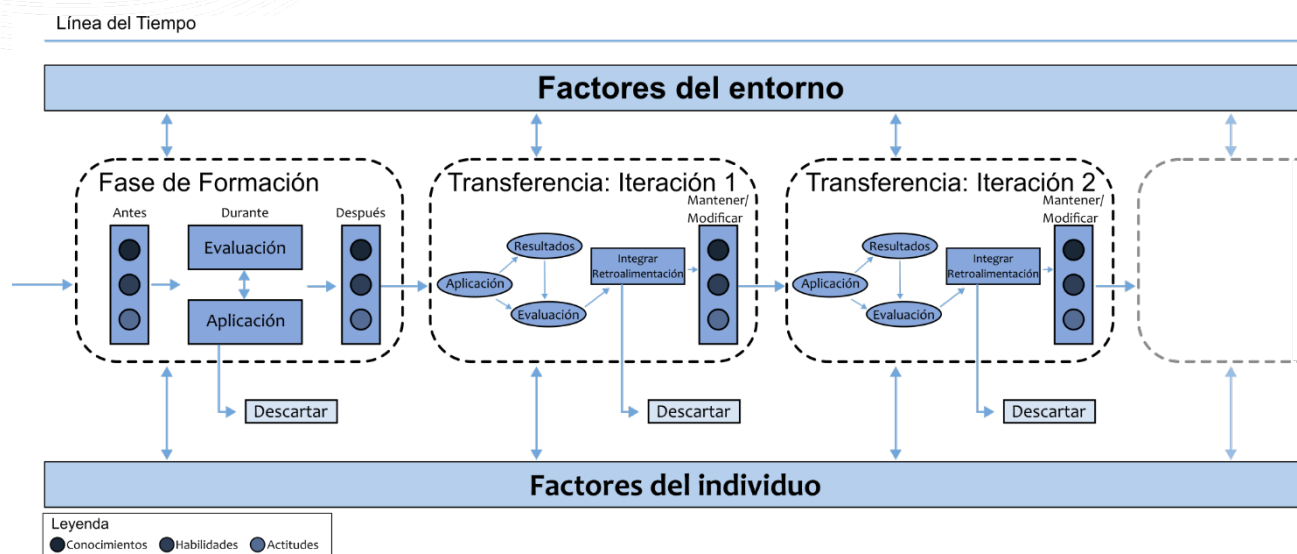 Línea del Tiempo
Factores del entorno
Fase de Formación
Antes
Durante
Después
Evaluación
Aplicación
Descartar
Transferencia: Iteración 1
Mantener/
Modificar
Resultados
Aplicación
Evaluación
Integrar
Retroalimentación
Descartar
Transferencia: Iteración 2
Mantener/
Modificar
Resultados
Aplicación
Evaluación
Integrar
Retroalimentación
Descartar
Factores del individuo
Leyenda
Conocimientos Habilidades Actitudes